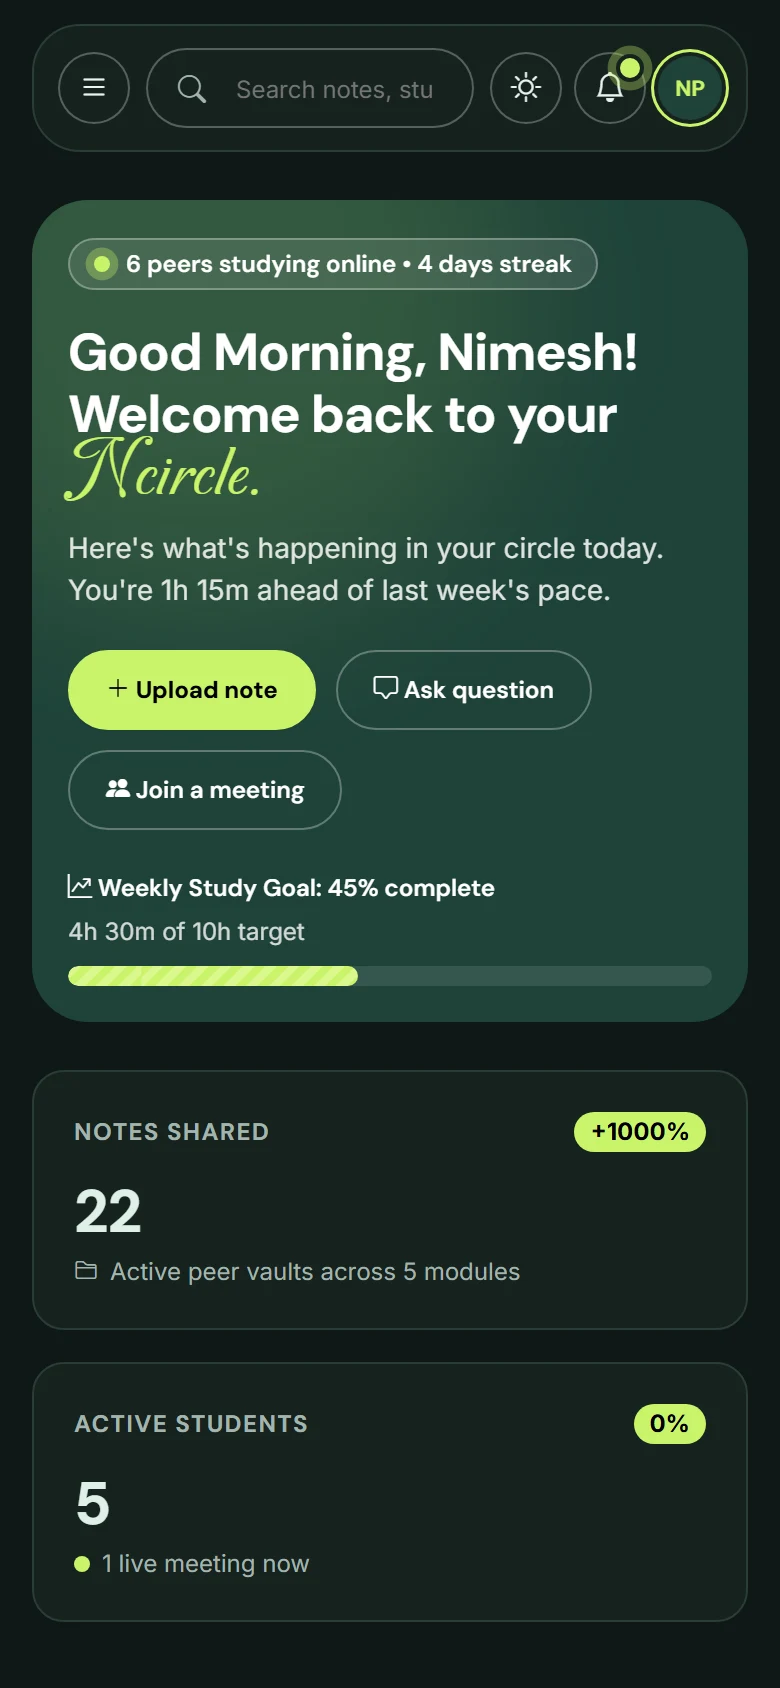 Search notes, stu
NP
6 peers studying online • 4 days streak
Good Morning, Nimesh!
Welcome back to your
Ncircle.
Here's what's happening in your circle today.
You're 1h 15m ahead of last week's pace.
Upload note
Ask question
Join a meeting
Weekly Study Goal: 45% complete
4h 30m of 10h target
NOTES SHARED
+1000%
22
Active peer vaults across 5 modules
ACTIVE STUDENTS
0%
5
1 live meeting now